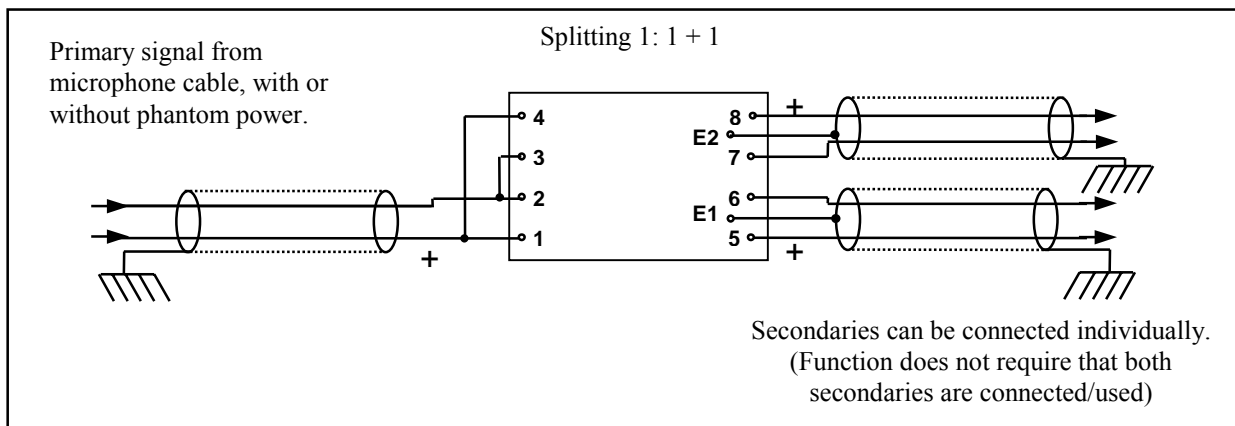 Splitting 1: 1 + 1
Primary signal from
microphone cable, with or
without phantom power.
+
4
8
E2
3
7
2
6
E1
1
5
+
+
Secondaries can be connected individually.
(Function does not require that both
secondaries are connected/used)